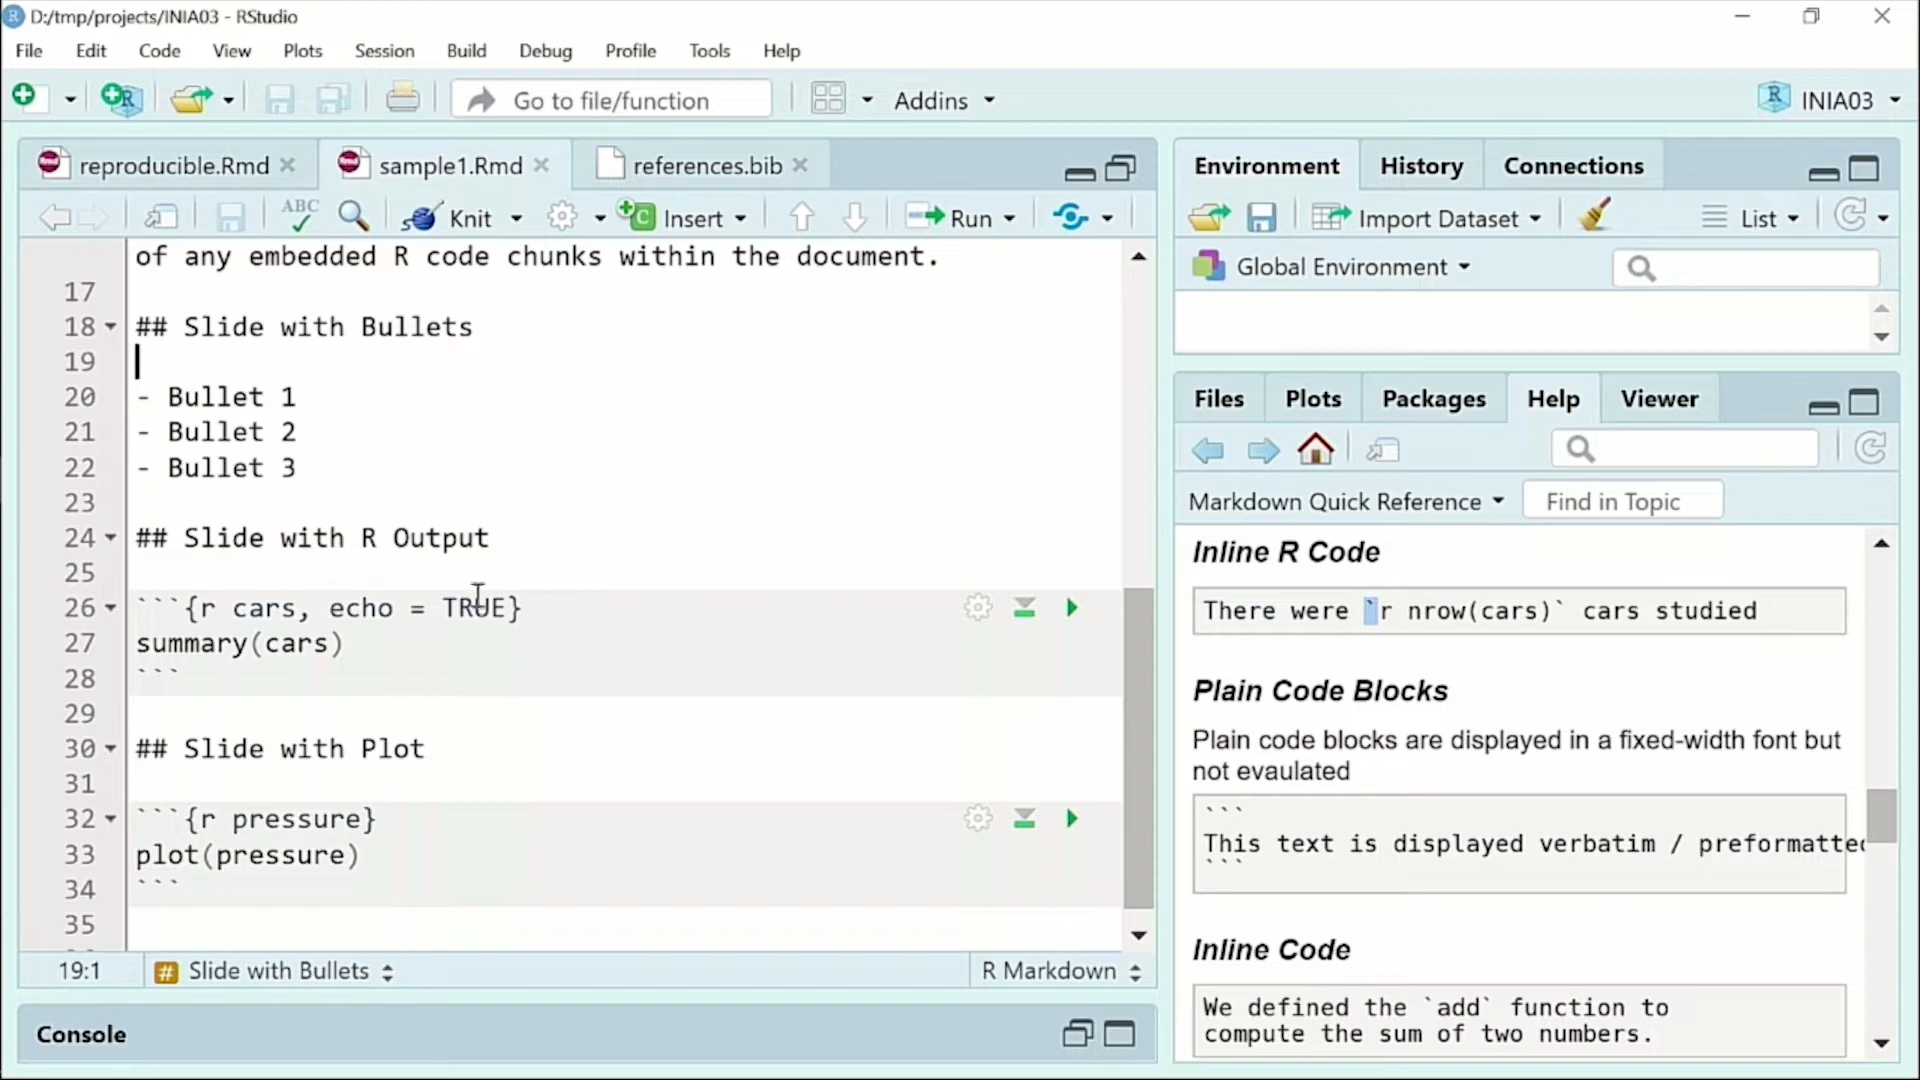 D:/tmp/projects/INIA03 - RStudio
File Edit Code View Plots Session Build Debug Profile Tools Help
Go to file/function Addins INIA03
reproducible.Rmd sample1.Rmd references.bib
ABC Knit Insert Run
of any embedded R code chunks within the document.
17
18 ## Slide with Bullets
19
20 - Bullet 1
21 - Bullet 2
22 - Bullet 3
23
24 ## Slide with R Output
25
26 ```{r cars, echo = TRUE}
27 summary(cars)
28 ```
29
30 ## Slide with Plot
31
32 ```{r pressure}
33 plot(pressure)
34 ```
35
19:1 # Slide with Bullets R Markdown
Console
Environment History Connections
Import Dataset List
Global Environment
Files Plots Packages Help Viewer
Markdown Quick Reference Find in Topic
Inline R Code
There were `r nrow(cars)` cars studied
Plain Code Blocks
Plain code blocks are displayed in a fixed-width font but
not evaulated
```
This text is displayed verbatim / preformatted
```
Inline Code
We defined the `add` function to
compute the sum of two numbers.